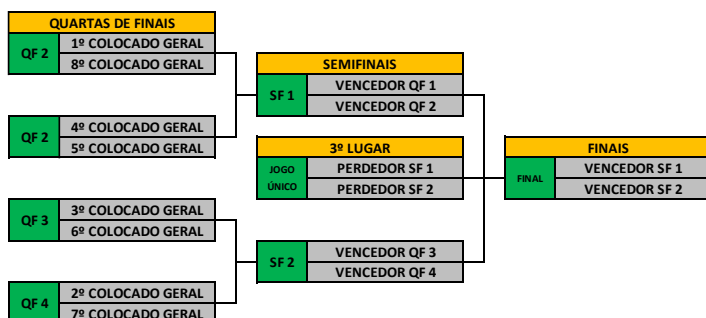 QUARTAS DE FINAIS
QF 2
1º COLOCADO GERAL
8º COLOCADO GERAL
QF 2
4º COLOCADO GERAL
5º COLOCADO GERAL
QF 3
3º COLOCADO GERAL
6º COLOCADO GERAL
QF 4
2º COLOCADO GERAL
7º COLOCADO GERAL
SEMIFINAIS
SF 1
VENCEDOR QF 1
VENCEDOR QF 2
3º LUGAR
JOGO
ÚNICO
PERDEDOR SF 1
PERDEDOR SF 2
SF 2
VENCEDOR QF 3
VENCEDOR QF 4
FINAIS
FINAL
VENCEDOR SF 1
VENCEDOR SF 2